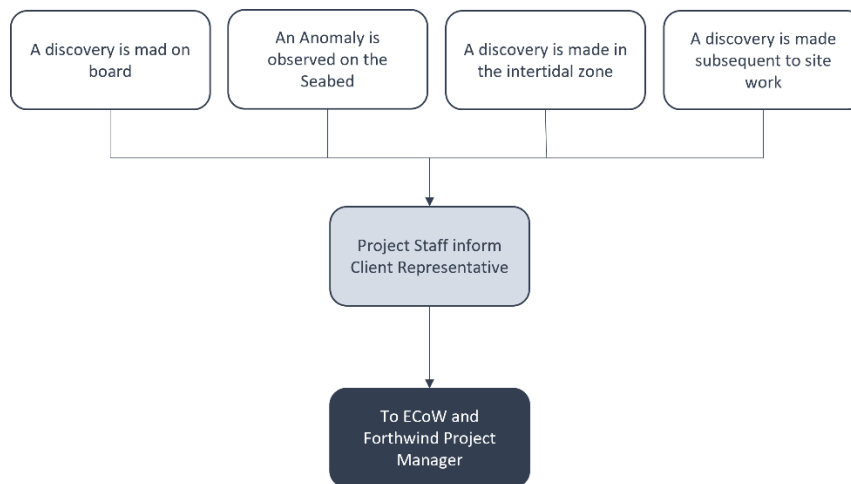 A discovery is mad on
board
An Anomaly is
observed on the
Seabed
A discovery is made in
the intertidal zone
A discovery is made
subsequent to site
work
Project Staff inform
Client Representative
To ECoW and
Forthwind Project
Manager